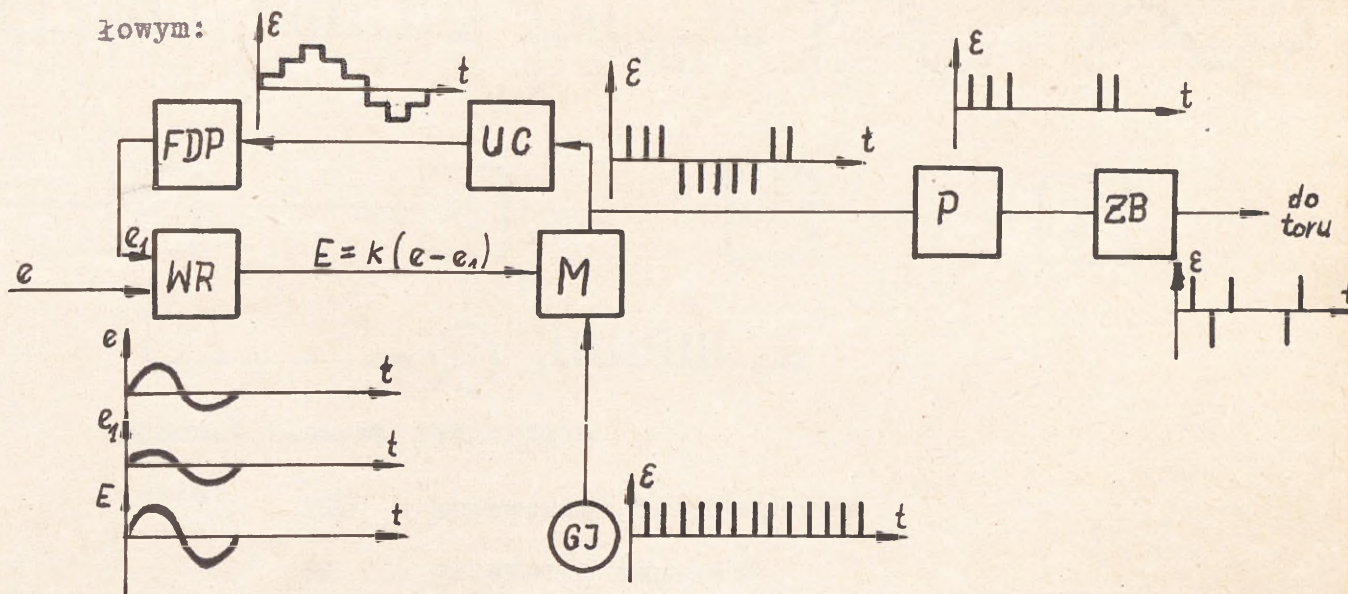 łowym:
ε
t
FDP
UC
ε
t
ε
t
P
ZB
do
toru
e₁
e
WR
E = k(e-e₁)
M
ε
t
e
t
e₁
t
E
t
GJ
ε
t